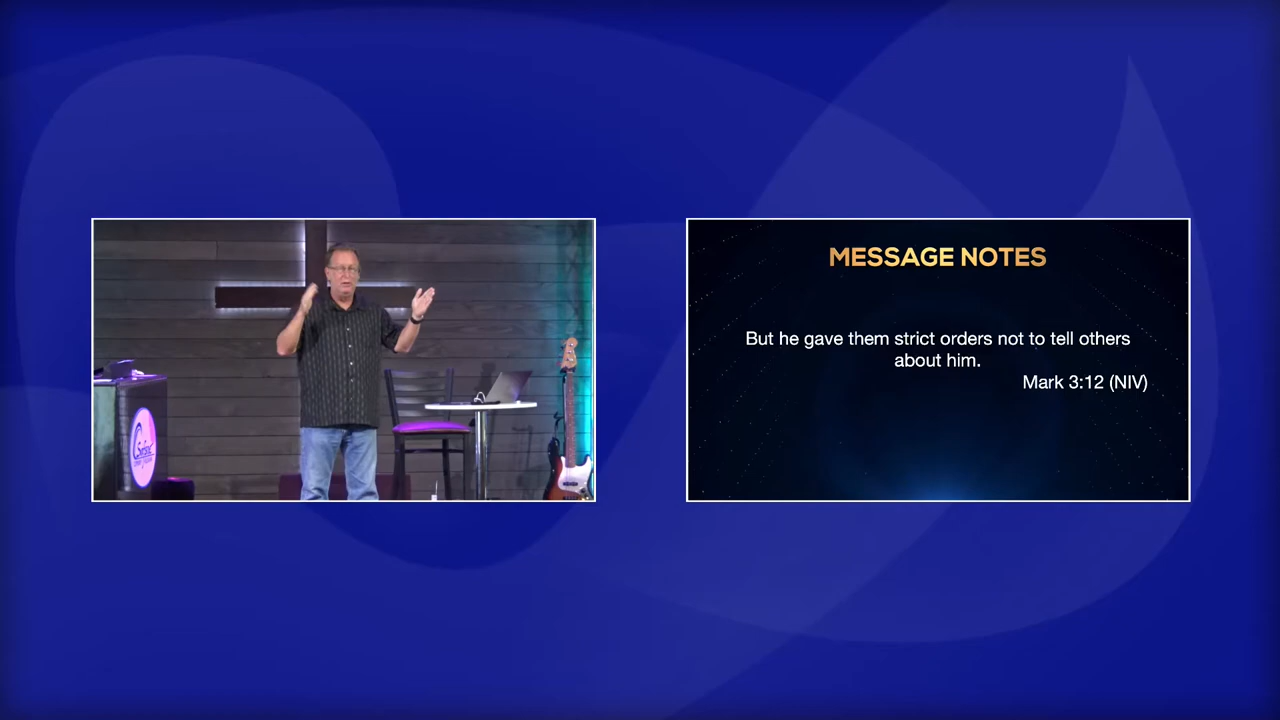 MESSAGE NOTES
But he gave them strict orders not to tell others
about him.
Mark 3:12 (NIV)